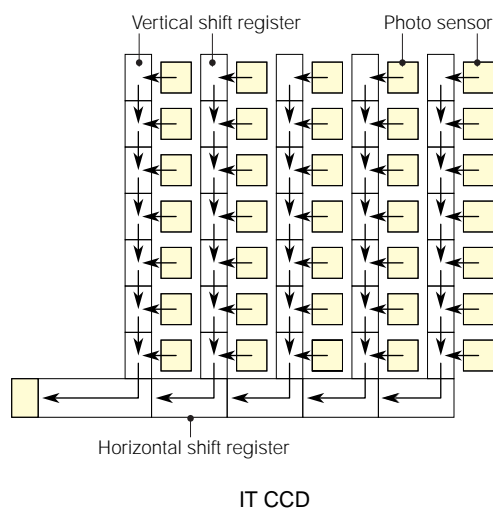 Vertical shift register
Photo sensor
Horizontal shift register
IT CCD